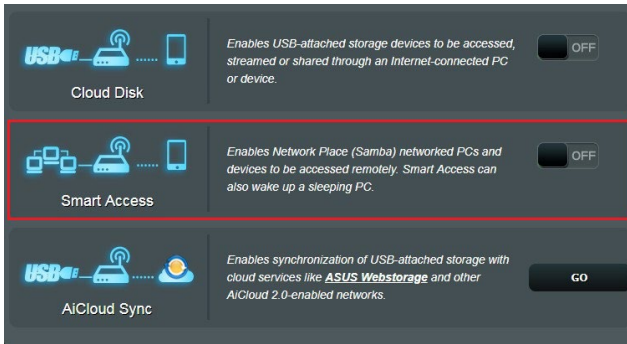 USB
Enables USB-attached storage devices to be accessed,
streamed or shared through an Internet-connected PC
or device.
OFF
Cloud Disk
Enables Network Place (Samba) networked PCs and
devices to be accessed remotely. Smart Access can
also wake up a sleeping PC.
OFF
Smart Access
USB
Enables synchronization of USB-attached storage with
cloud services like ASUS Webstorage and other
AiCloud 2.0-enabled networks.
GO
AiCloud Sync